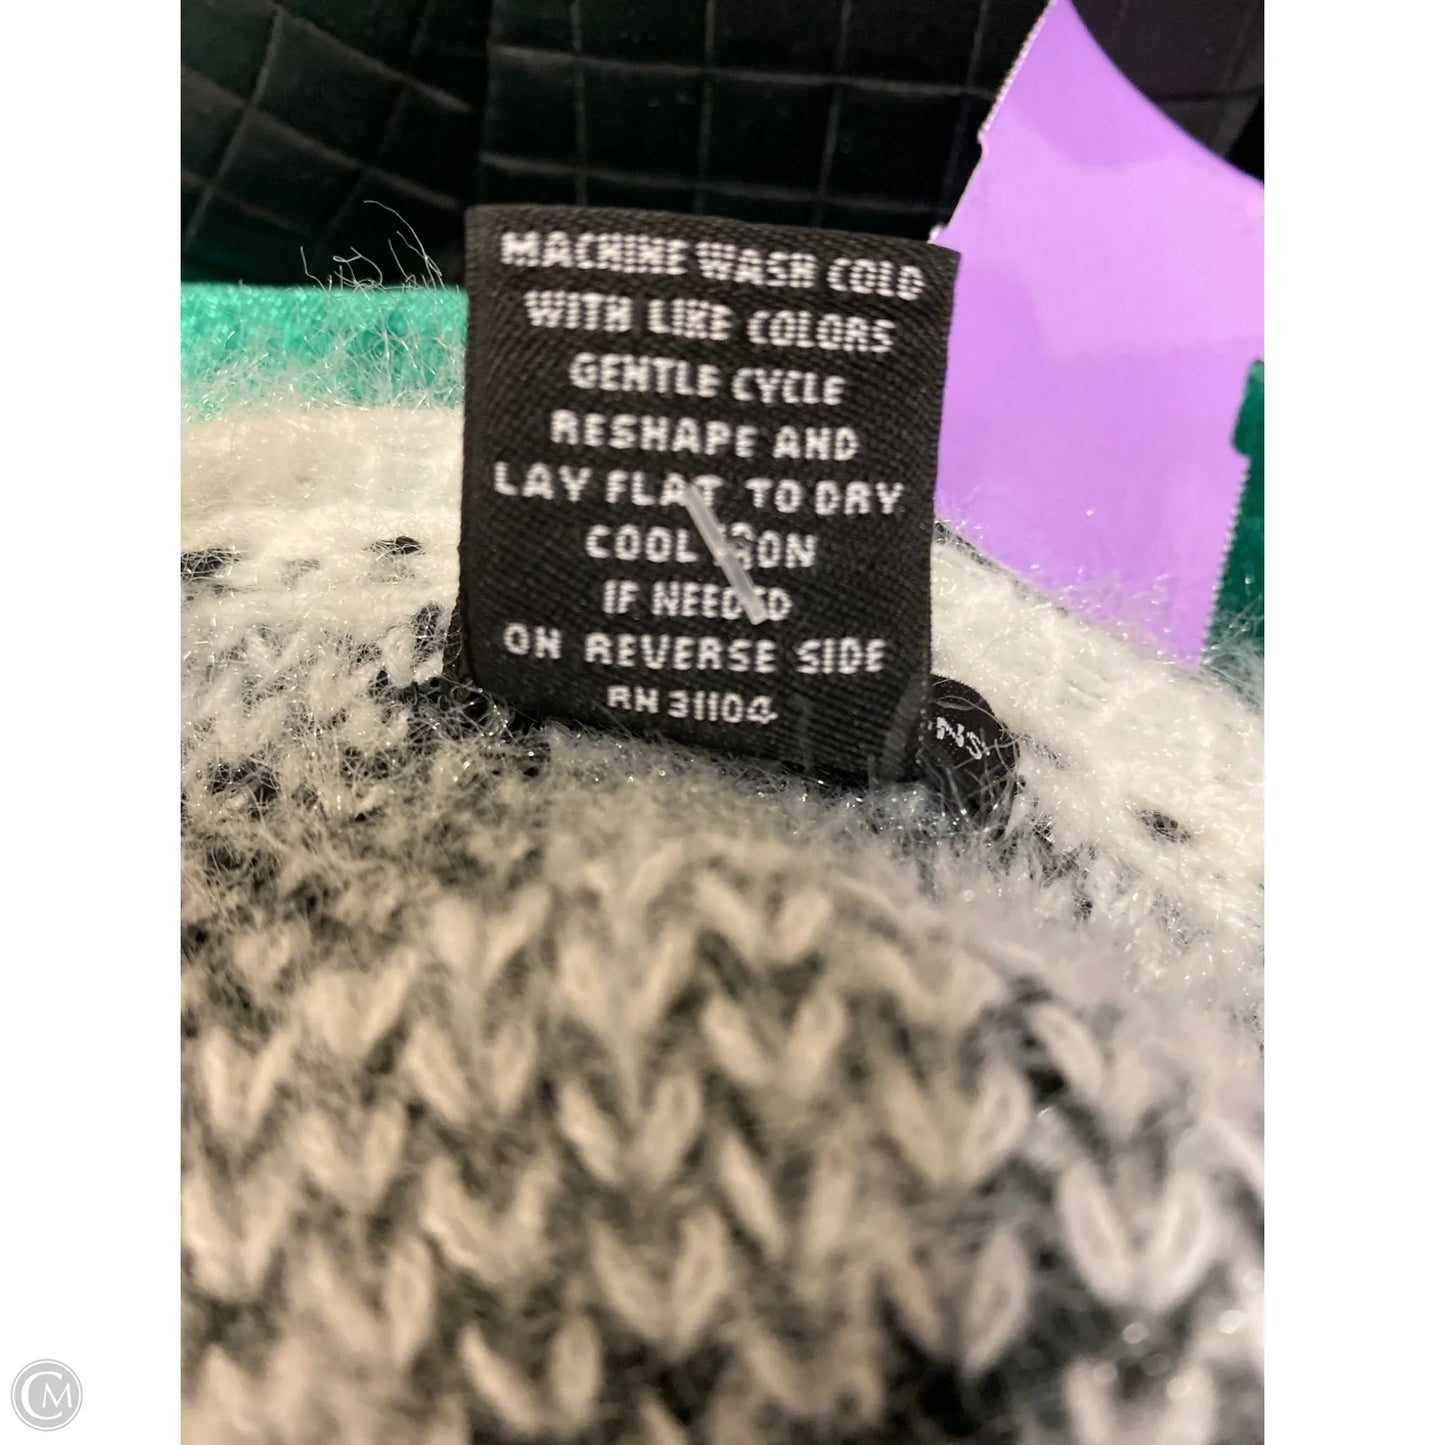 MACHINE WASH COLD
WITH LIKE COLORS
GENTLE CYCLE
RESHAPE AND
LAY FLAT TO DRY
COOL IRON
IF NEEDED
ON REVERSE SIDE
RN 31104
CM